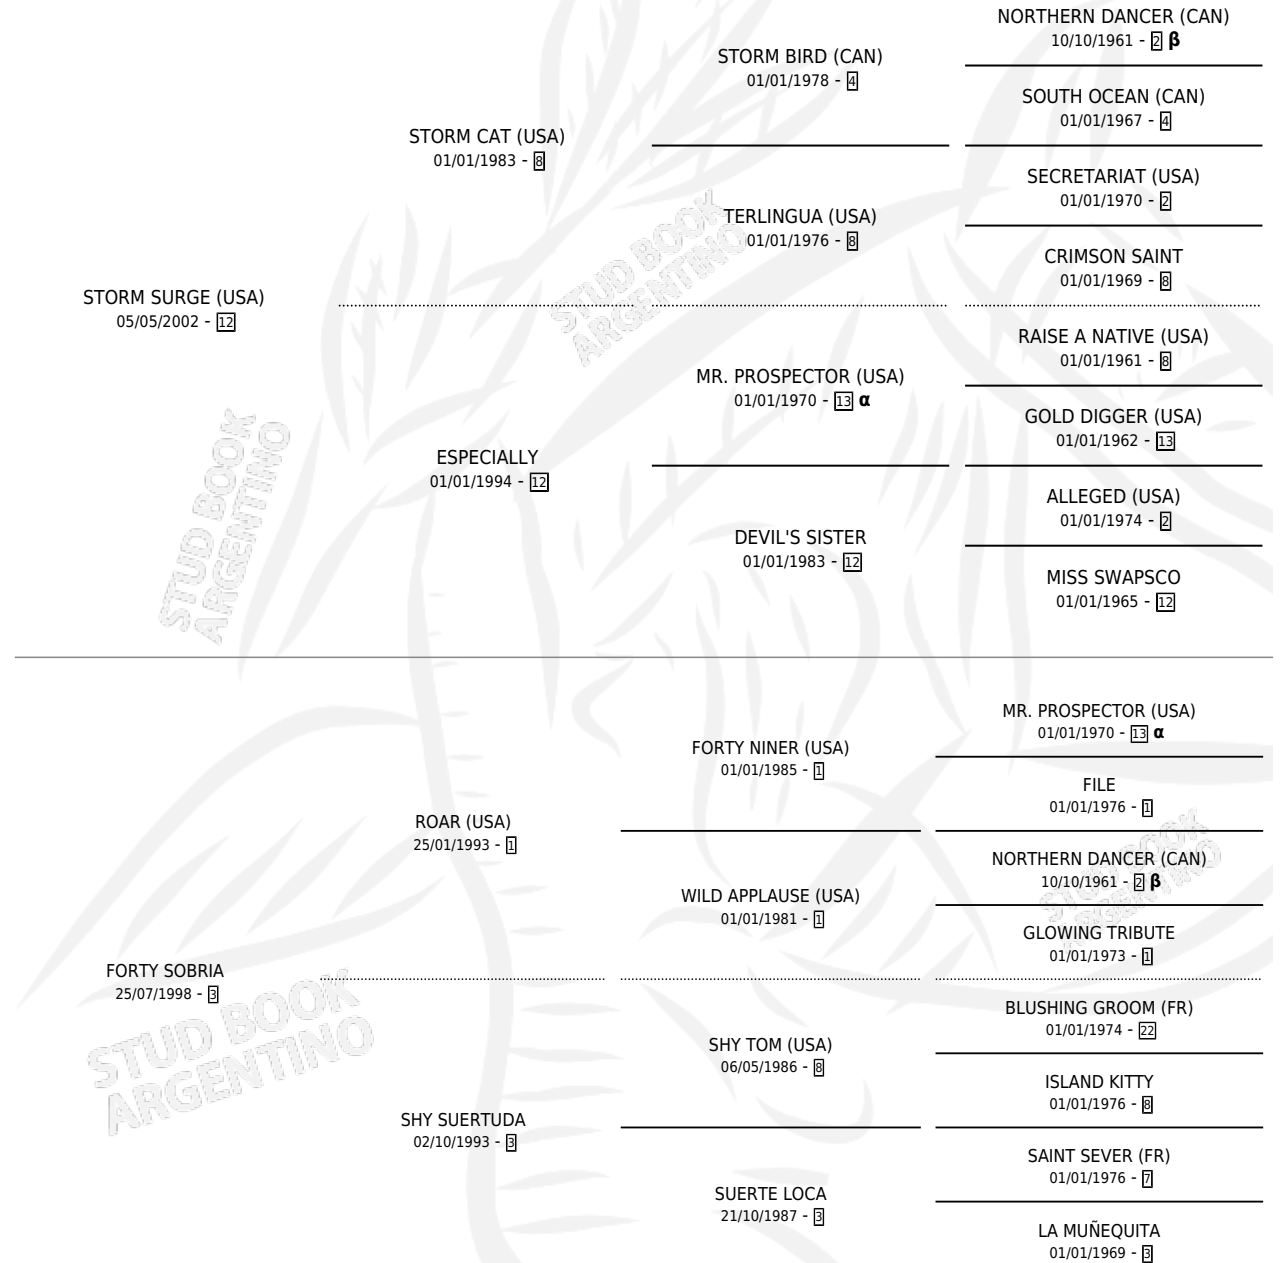 NORTHERN DANCER (CAN)
10/10/1961 - 2 β
STORM BIRD (CAN)
01/01/1978 - 4
SOUTH OCEAN (CAN)
01/01/1967 - 4
STORM CAT (USA)
01/01/1983 - 8
SECRETARIAT (USA)
01/01/1970 - 2
TERLINGUA (USA)
01/01/1976 - 8
CRIMSON SAINT
01/01/1969 - 8
STORM SURGE (USA)
05/05/2002 - 12
STUD BOOK
ARGENTINO
RAISE A NATIVE (USA)
01/01/1961 - 8
MR. PROSPECTOR (USA)
01/01/1970 - 13 α
GOLD DIGGER (USA)
01/01/1962 - 13
ESPECIALLY
01/01/1994 - 12
ALLEGED (USA)
01/01/1974 - 2
DEVIL'S SISTER
01/01/1983 - 12
MISS SWAPSCO
01/01/1965 - 12
STUD BOOK
ARGENTINO
MR. PROSPECTOR (USA)
01/01/1970 - 13 α
FORTY NINER (USA)
01/01/1985 - 1
FILE
01/01/1976 - 1
ROAR (USA)
25/01/1993 - 1
NORTHERN DANCER (CAN)
10/10/1961 - 2 β
WILD APPLAUSE (USA)
01/01/1981 - 1
GLOWING TRIBUTE
01/01/1973 - 1
STUD BOOK
ARGENTINO
FORTY SOBRIA
25/07/1998 - 3
BLUSHING GROOM (FR)
01/01/1974 - 22
SHY TOM (USA)
06/05/1986 - 8
ISLAND KITTY
01/01/1976 - 8
STUD BOOK
ARGENTINO
SHY SUERTUDA
02/10/1993 - 3
SAINT SEVER (FR)
01/01/1976 - 7
SUERTE LOCA
21/10/1987 - 3
LA MUÑEQUITA
01/01/1969 - 3